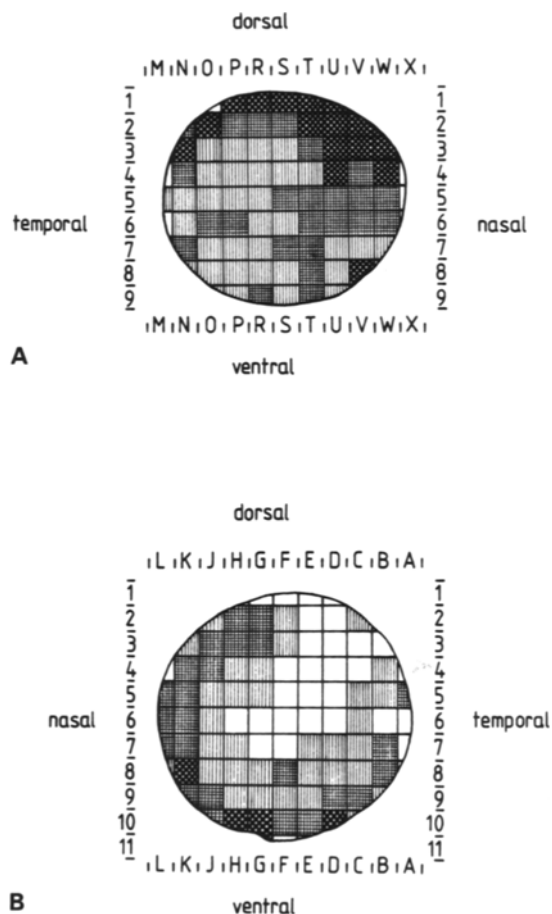 dorsal
M N O P R S T U V W X
1 1
2 2
3 3
4 4
5 5
temporal 6 6 nasal
7 7
8 8
9 9
M N O P R S T U V W X
A
ventral
dorsal
L K J H G F E D C B A
1 1
2 2
3 3
4 4
5 5
nasal 6 6 temporal
7 7
8 8
9 9
10 10
11 11
L K J H G F E D C B A
B
ventral